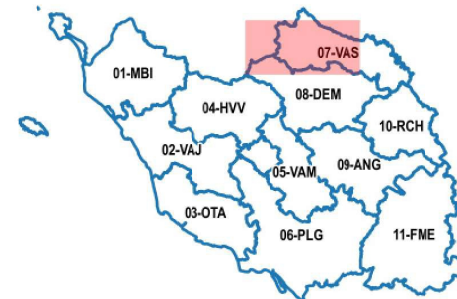 07-VAS
01-MBI
08-DEM
04-HVV
10-RCH
02-VAJ
09-ANG
05-VAM
03-OTA
06-PLG
11-FME